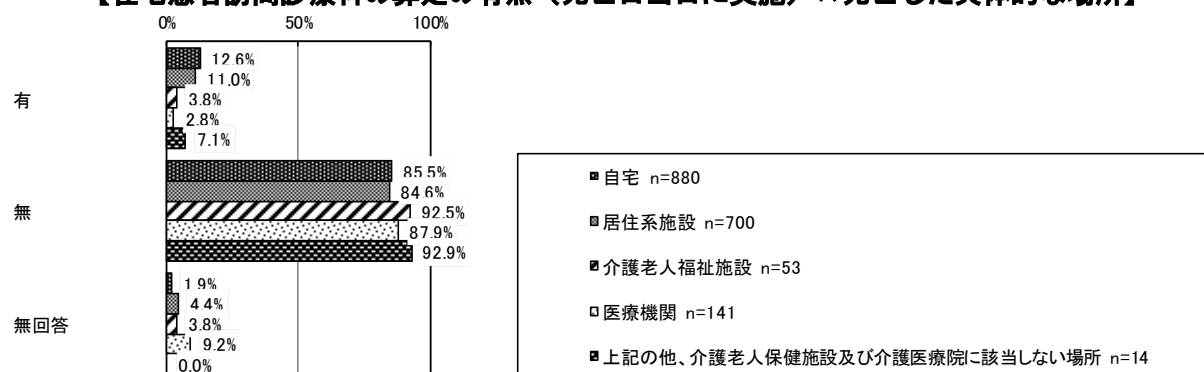 【在宅患者訪問診療料の算定の有無（死亡日当日に実施）×死亡した具体的な場所】
0% 50% 100%
有
12.6%
11.0%
3.8%
2.8%
7.1%
無
85.5%
84.6%
92.5%
87.9%
92.9%
無回答
1.9%
4.4%
3.8%
9.2%
0.0%
自宅 n=880
居住系施設 n=700
介護老人福祉施設 n=53
医療機関 n=141
上記の他、介護老人保健施設及び介護医療院に該当しない場所 n=14